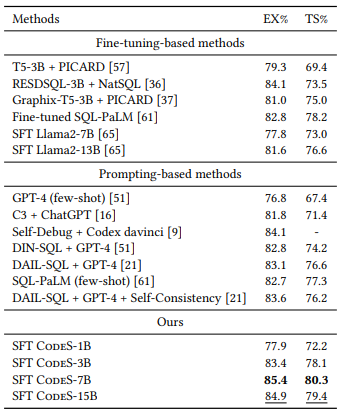 Methods EX% TS%
Fine-tuning-based methods
T5-3B + PICARD [57] 79.3 69.4
RESDSQL-3B + NatSQL [36] 84.1 73.5
Graphix-T5-3B + PICARD [37] 81.0 75.0
Fine-tuned SQL-PaLM [61] 82.8 78.2
SFT Llama2-7B [65] 77.8 73.0
SFT Llama2-13B [65] 81.6 76.6
Prompting-based methods
GPT-4 (few-shot) [51] 76.8 67.4
C3 + ChatGPT [16] 81.8 71.4
Self-Debug + Codex davinci [9] 84.1 -
DIN-SQL + GPT-4 [51] 82.8 74.2
DAIL-SQL + GPT-4 [21] 83.1 76.6
SQL-PaLM (few-shot) [61] 82.7 77.3
DAIL-SQL + GPT-4 + Self-Consistency [21] 83.6 76.2
Ours
SFT CodeS-1B 77.9 72.2
SFT CodeS-3B 83.4 78.1
SFT CodeS-7B 85.4 80.3
SFT CodeS-15B 84.9 79.4